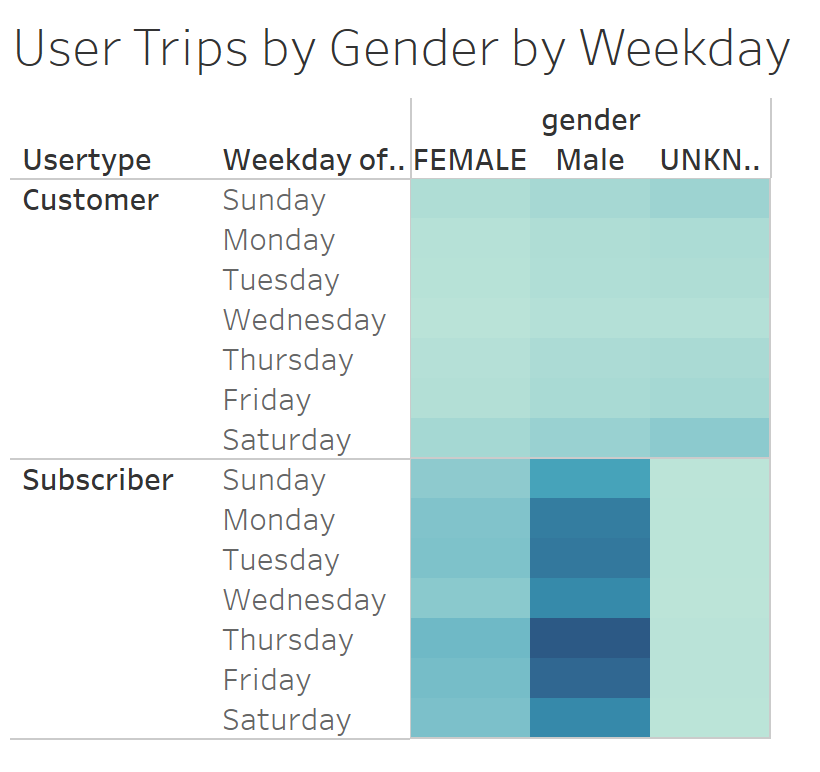 User Trips by Gender by Weekday
gender
Usertype Weekday of.. FEMALE Male UNKN..
Customer Sunday
Monday
Tuesday
Wednesday
Thursday
Friday
Saturday
Subscriber Sunday
Monday
Tuesday
Wednesday
Thursday
Friday
Saturday